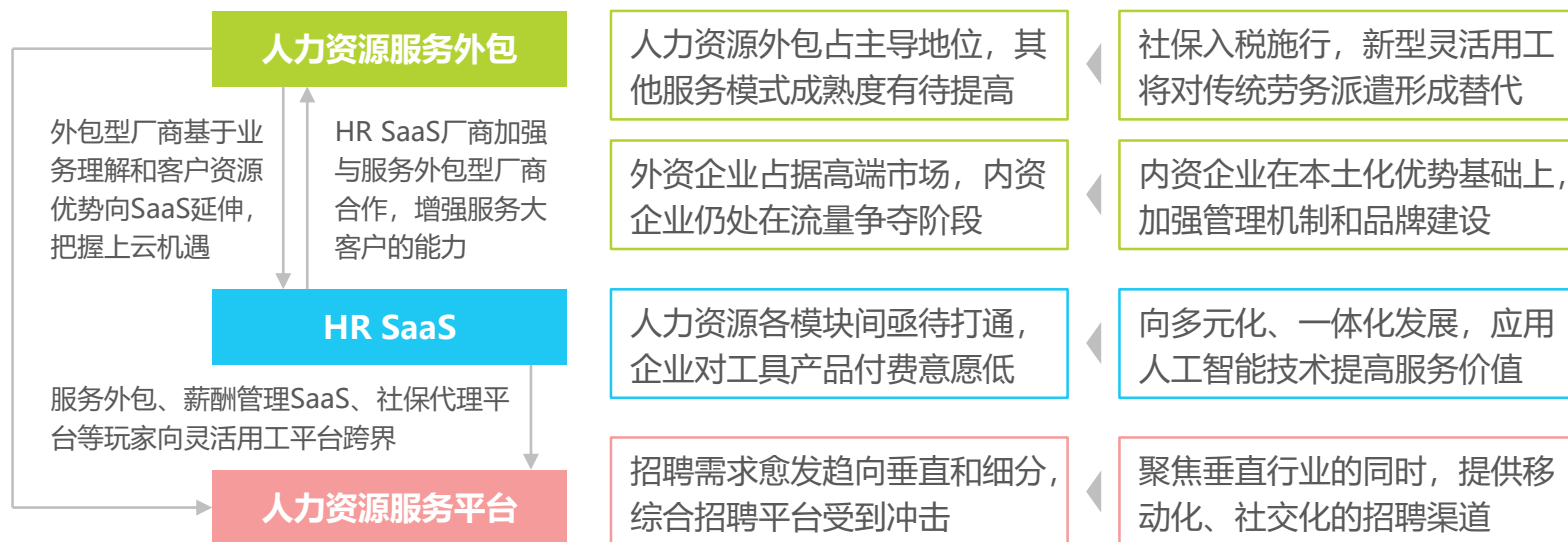 人力资源服务外包
外包型厂商基于业
务理解和客户资源
优势向SaaS延伸，
把握上云机遇
HR SaaS厂商加强
与服务外包型厂商
合作，增强服务大
客户的能力
HR SaaS
服务外包、薪酬管理SaaS、社保代理平
台等玩家向灵活用工平台跨界
人力资源服务平台
人力资源外包占主导地位，其
他服务模式成熟度有待提高
社保入税施行，新型灵活用工
将对传统劳务派遣形成替代
外资企业占据高端市场，内资
企业仍处在流量争夺阶段
内资企业在本土化优势基础上，
加强管理机制和品牌建设
人力资源各模块间亟待打通，
企业对工具产品付费意愿低
向多元化、一体化发展，应用
人工智能技术提高服务价值
招聘需求愈发趋向垂直和细分，
综合招聘平台受到冲击
聚焦垂直行业的同时，提供移
动化、社交化的招聘渠道